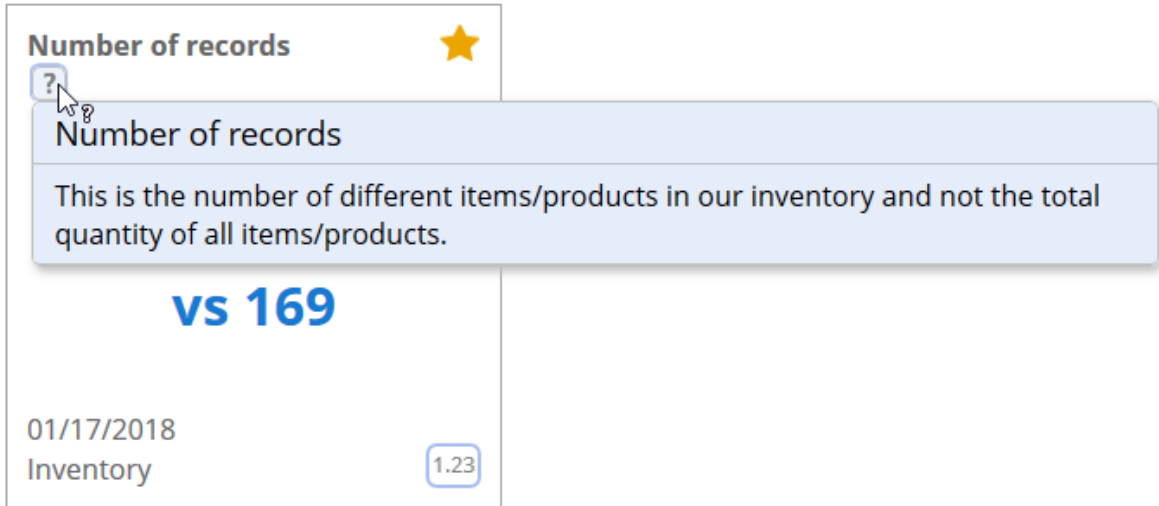 Number of records
?
Number of records
This is the number of different items/products in our inventory and not the total
quantity of all items/products.
vs 169
01/17/2018
Inventory
1.23